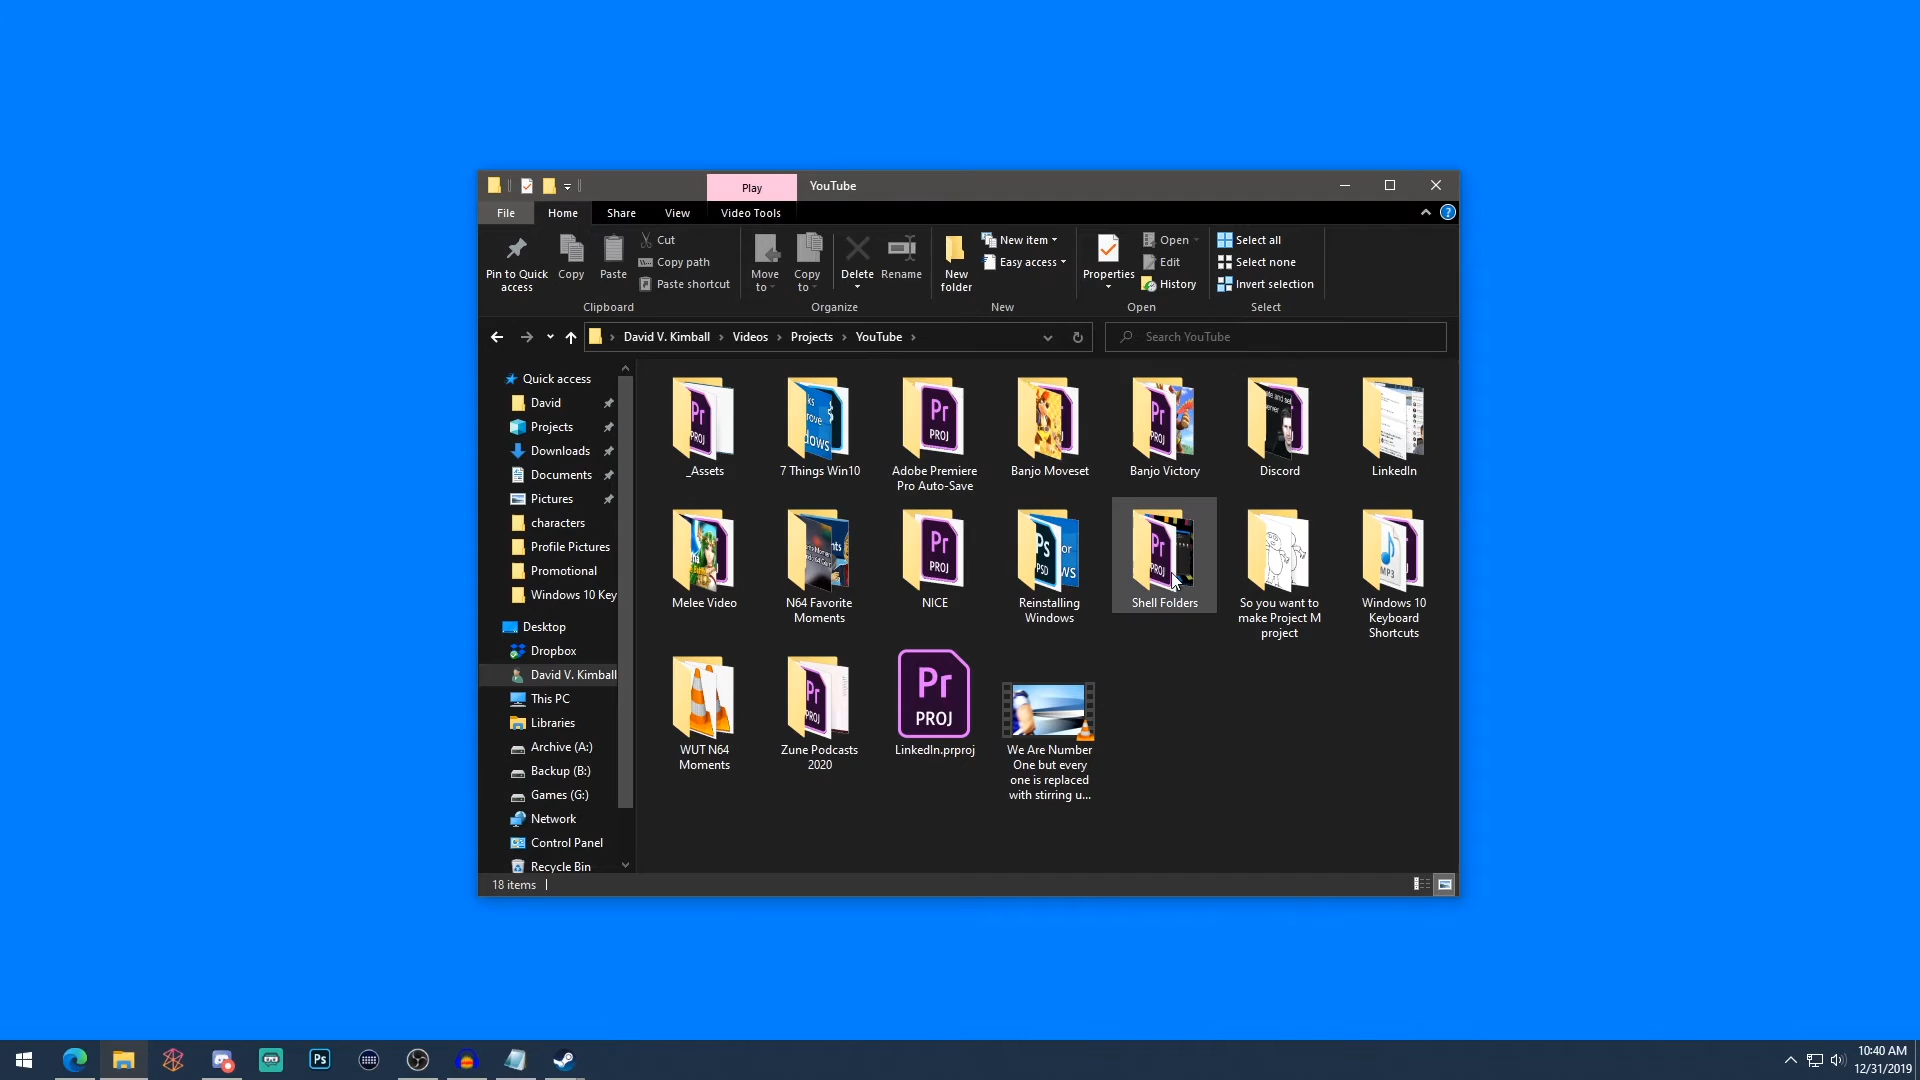 Play
YouTube
File
Home
Share
View
Video Tools
Pin to Quick
access
Copy
Paste
Cut
Copy path
Paste shortcut
Clipboard
Move
to
Copy
to
Delete
Rename
Organize
New
folder
New item
Easy access
New
Properties
Open
Edit
History
Open
Select all
Select none
Invert selection
Select
David V. Kimball
Videos
Projects
YouTube
Search YouTube
Quick access
David
Projects
Downloads
Documents
Pictures
characters
Profile Pictures
Promotional
Windows 10 Key
Desktop
Dropbox
David V. Kimball
This PC
Libraries
Archive (A:)
Backup (B:)
Games (G:)
Network
Control Panel
Recycle Bin
_Assets
7 Things Win10
Adobe Premiere
Pro Auto-Save
Banjo Moveset
Banjo Victory
Discord
LinkedIn
Melee Video
N64 Favorite
Moments
NICE
Reinstalling
Windows
Shell Folders
So you want to
make Project M
project
Windows 10
Keyboard
Shortcuts
WUT N64
Moments
Zune Podcasts
2020
Pr
PROJ
LinkedIn.prproj
We Are Number
One but every
one is replaced
with stirring u...
18 items
Ps
10:40 AM
12/31/2019